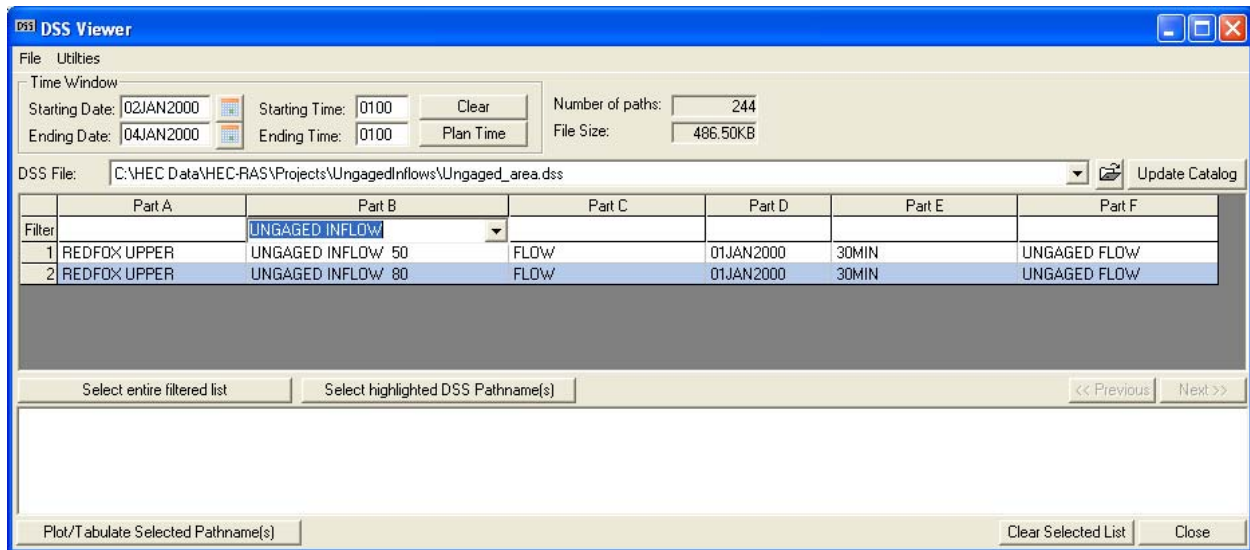 DSS DSS Viewer
File Utilties
Time Window
Starting Date: 02JAN2000 Starting Time: 0100 Clear Number of paths: 244
Ending Date: 04JAN2000 Ending Time: 0100 Plan Time File Size: 486.50KB
DSS File: C:\HEC Data\HEC-RAS\Projects\UngagedInflows\Ungaged_area.dss Update Catalog
Part A Part B Part C Part D Part E Part F
Filter UNGAGED INFLOW
1 REDFOX UPPER UNGAGED INFLOW 50 FLOW 01JAN2000 30MIN UNGAGED FLOW
2 REDFOX UPPER UNGAGED INFLOW 80 FLOW 01JAN2000 30MIN UNGAGED FLOW
Select entire filtered list Select highlighted DSS Pathname(s) << Previous Next >>
Plot/Tabulate Selected Pathname(s) Clear Selected List Close